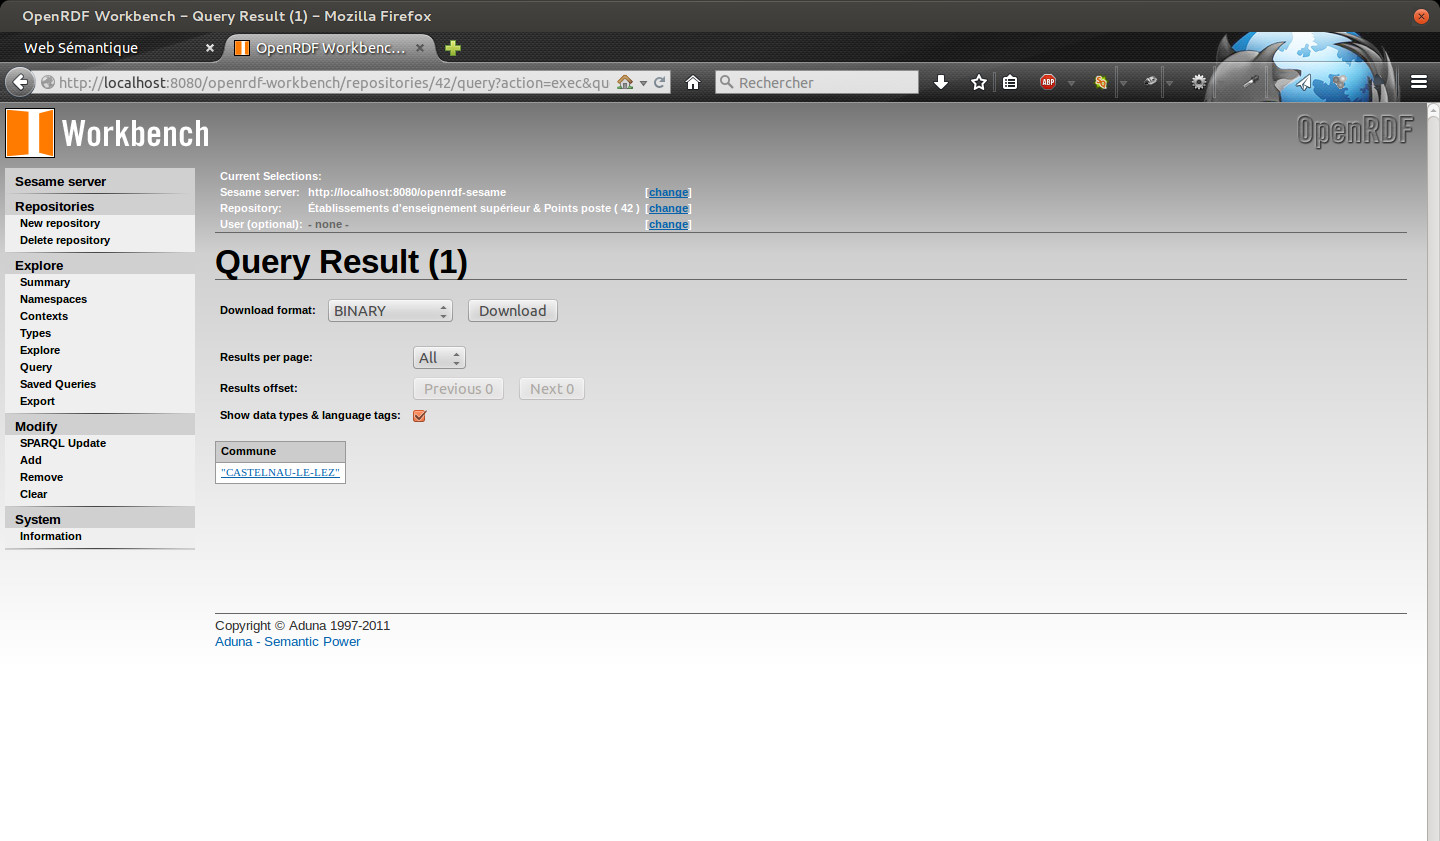 OpenRDF Workbench - Query Result (1) - Mozilla Firefox
Web Sémantique
OpenRDF Workbenc...
http://localhost:8080/openrdf-workbench/repositories/42/query?action=exec&qu
Rechercher
ABP
Workbench
OpenRDF
Sesame server
Repositories
New repository
Delete repository
Explore
Summary
Namespaces
Contexts
Types
Explore
Query
Saved Queries
Export
Modify
SPARQL Update
Add
Remove
Clear
System
Information
Current Selections:
Sesame server: http://localhost:8080/openrdf-sesame [change]
Repository: Établissements d'enseignement supérieur & Points poste ( 42 ) [change]
User (optional): - none - [change]
Query Result (1)
Download format: BINARY Download
Results per page: All
Results offset: Previous 0 Next 0
Show data types & language tags:
Commune
"CASTELNAU-LE-LEZ"
Copyright © Aduna 1997-2011
Aduna - Semantic Power